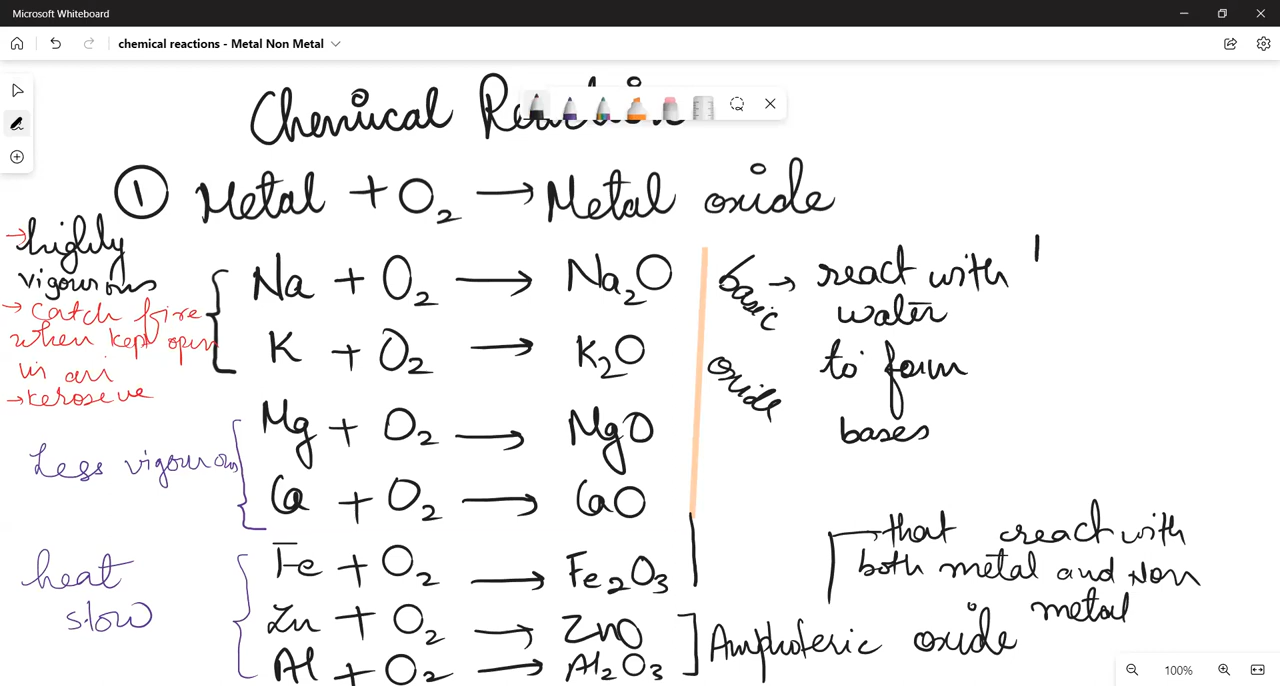 Microsoft Whiteboard
chemical reactions - Metal Non Metal
Chemical Reaction
① Metal + O₂ → Metal oxide
→ highly
vigourous
→ Catch fire
when kept open
in air
→ kerosene
Na + O₂ → Na₂O
K + O₂ → K₂O
basic
oxide
→ react with
water
to form
bases
Less vigourous
Mg + O₂ → MgO
Ca + O₂ → CaO
heat
slow
Fe + O₂ → Fe₂O₃
Zn + O₂ → ZnO
Al + O₂ → Al₂O₃
Amphoteric oxide
that react with
both metal and Non
metal
100%